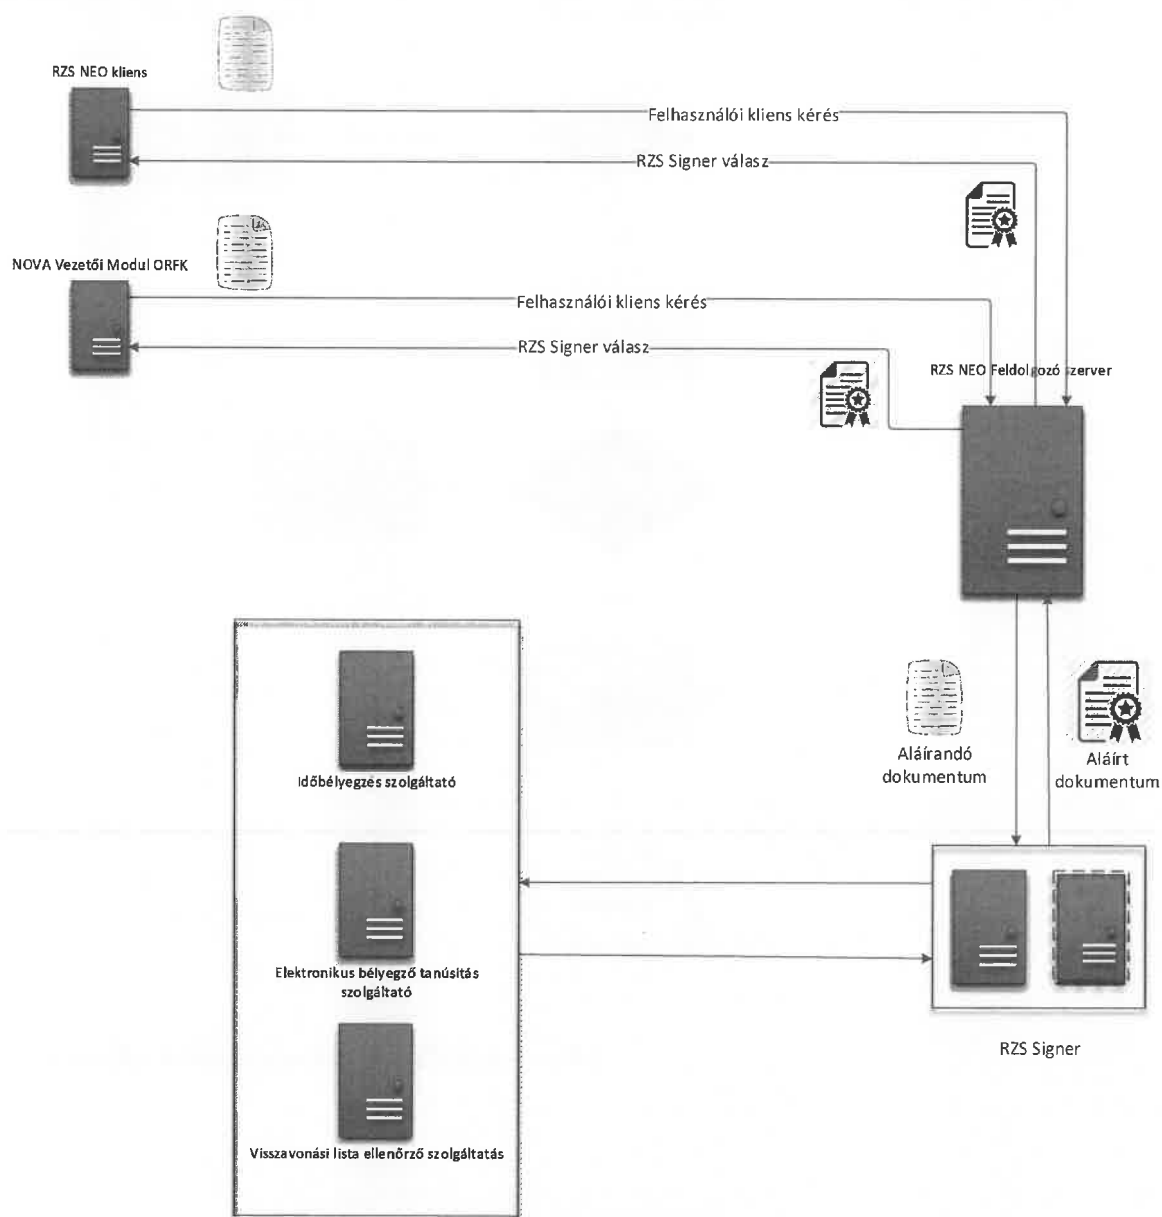 RZS NEO kliens
Felhasználói kliens kérés
RZS Signer válasz
NOVA Vezetői Modul ORFK
Felhasználói kliens kérés
RZS Signer válasz
RZS NEO Feldolgozó szerver
Időbélyegzés szolgáltató
Aláírandó
dokumentum
Aláírt
dokumentum
Elektronikus bélyegző tanúsitás
szolgáltató
RZS Signer
Visszavonási lista ellenőrző szolgáltatás